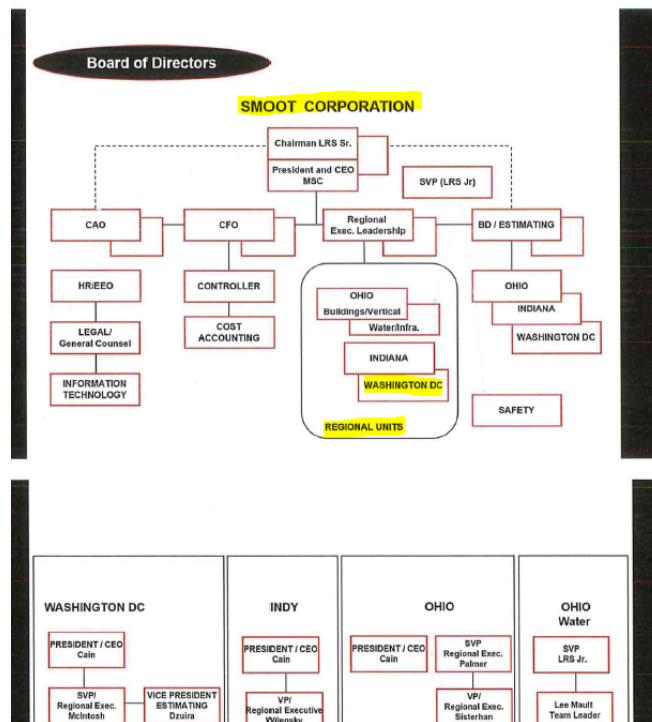 Board of Directors
SMOOT CORPORATION
Chairman LRS Sr.
President and CEO
MSC
SVP (LRS Jr)
CAO
CFO
Regional
Exec. Leadership
BD / ESTIMATING
HR/EEO
LEGAL/
General Counsel
INFORMATION
TECHNOLOGY
CONTROLLER
COST
ACCOUNTING
OHIO
Buildings/Vertical
Water/Infra.
INDIANA
WASHINGTON DC
REGIONAL UNITS
OHIO
INDIANA
WASHINGTON DC
SAFETY
WASHINGTON DC
PRESIDENT / CEO
Cain
SVP/
Regional Exec.
McIntosh
VICE PRESIDENT
ESTIMATING
Dzuira
INDY
PRESIDENT / CEO
Cain
VP/
Regional Executive
Wilensky
OHIO
PRESIDENT / CEO
Cain
SVP
Regional Exec.
Palmer
VP/
Regional Exec.
Sisterhan
OHIO
Water
SVP
LRS Jr.
Lee Mault
Team Leader